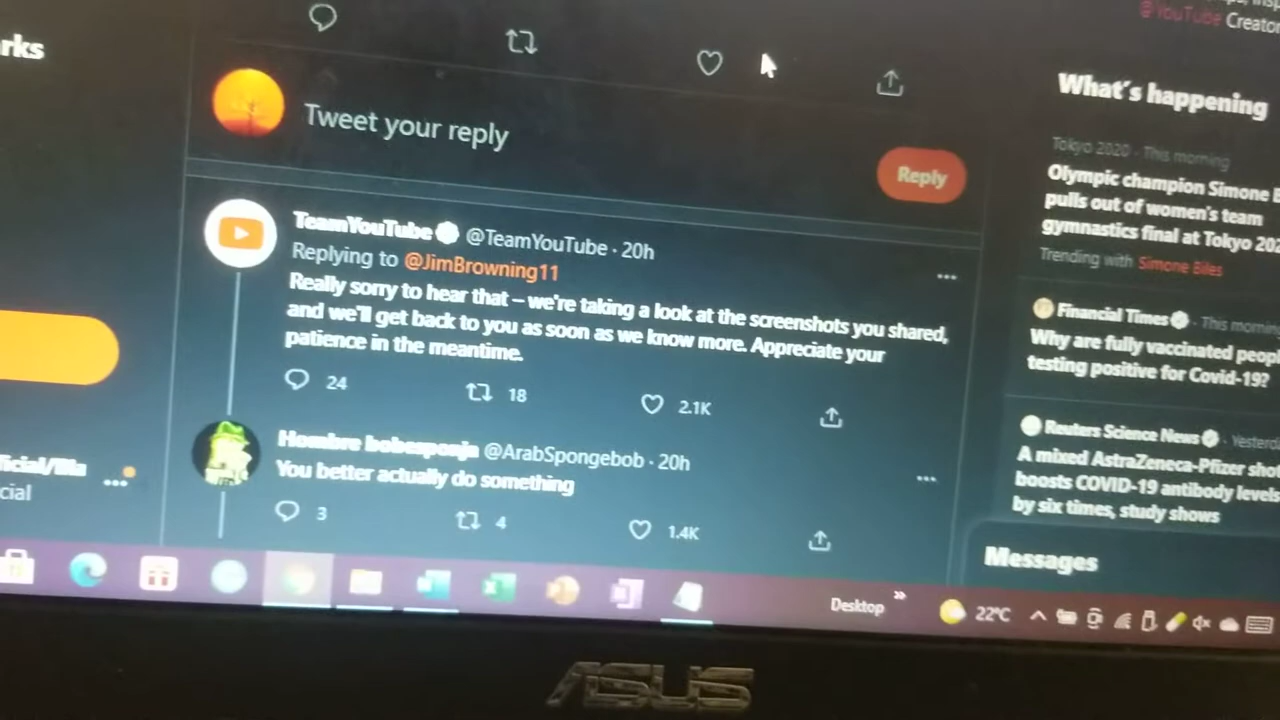 rks
Tweet your reply
Reply
TeamYouTube @TeamYouTube · 20h
Replying to @JimBrowning11
Really sorry to hear that – we're taking a look at the screenshots you shared,
and we'll get back to you as soon as we know more. Appreciate your
patience in the meantime.
24 18 2.1K
Hombre bobesponja @ArabSpongebob · 20h
You better actually do something
3 4 1.4K
cial
@YouTube Creator
What's happening
Tokyo 2020 · This morning
Olympic champion Simone B
pulls out of women's team
gymnastics final at Tokyo 202
Trending with Simone Biles
Financial Times · This mornin
Why are fully vaccinated peop
testing positive for Covid-19?
Reuters Science News · Yesterd
A mixed AstraZeneca-Pfizer shot
boosts COVID-19 antibody levels
by six times, study shows
Messages
Desktop » 22°C
ASUS